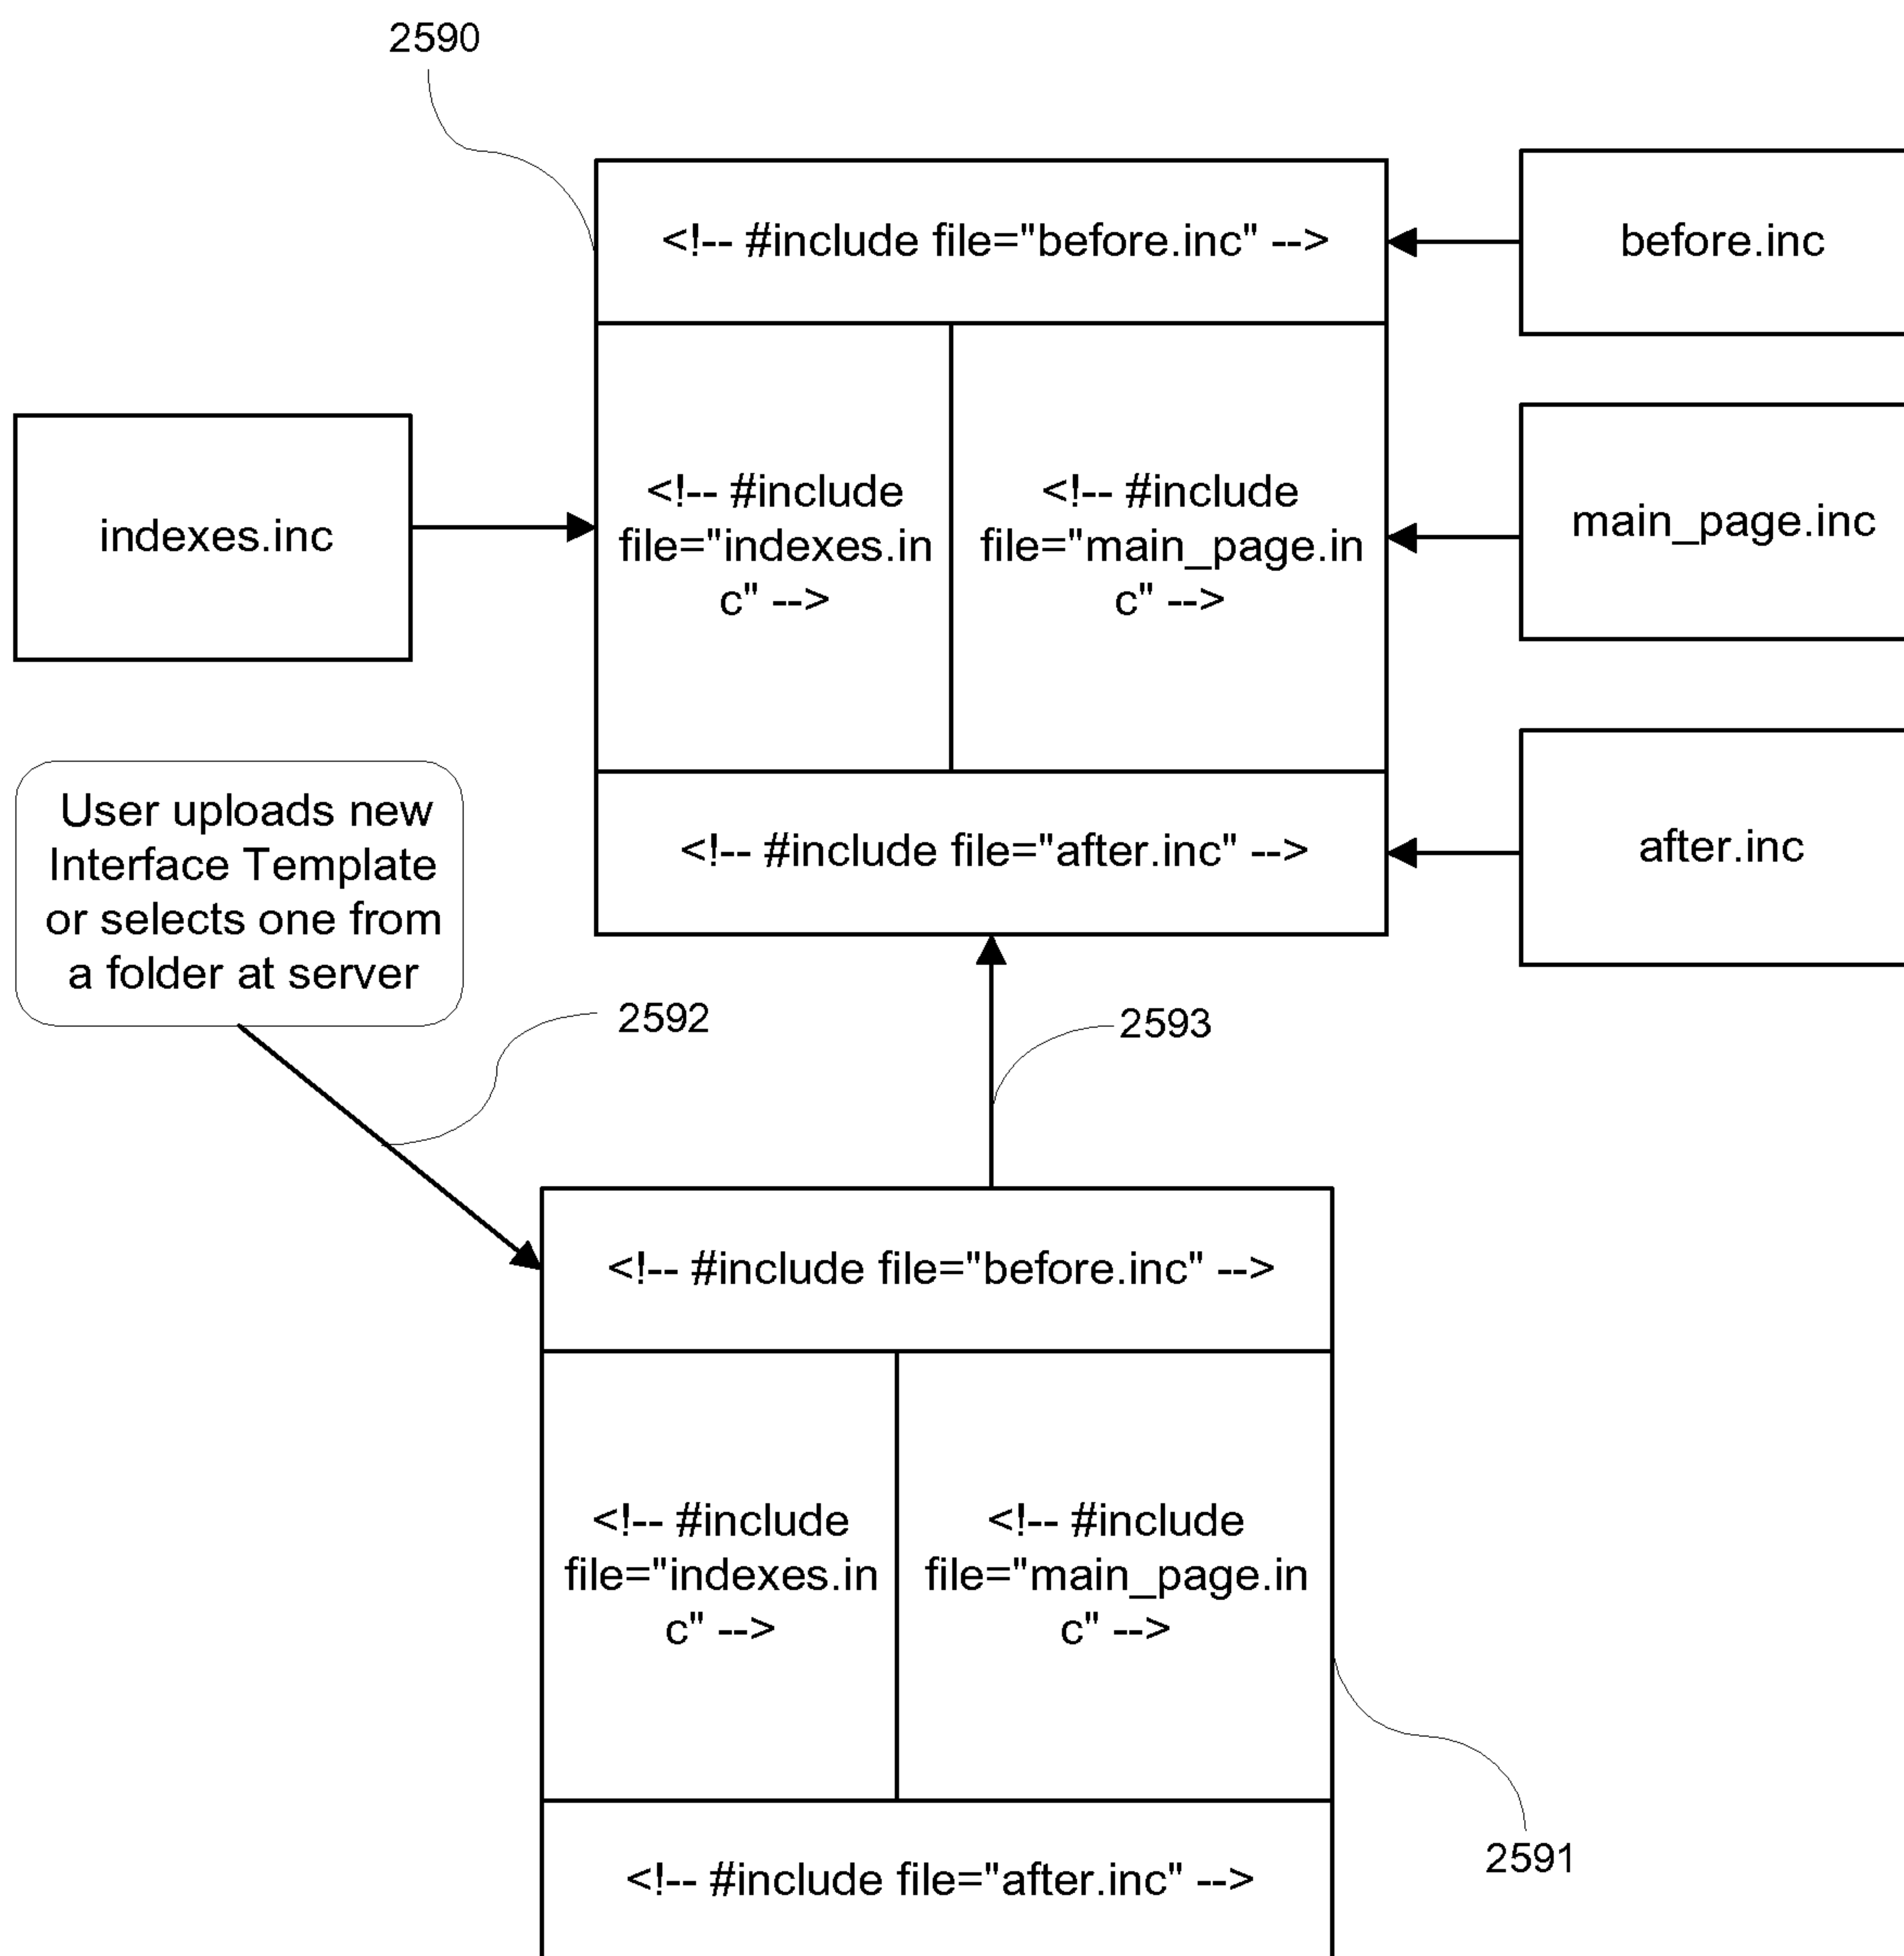 2590
<!-- #include file="before.inc" -->
before.inc
indexes.inc
<!-- #include
file="indexes.in
c" -->
<!-- #include
file="main_page.in
c" -->
main_page.inc
<!-- #include file="after.inc" -->
after.inc
User uploads new
Interface Template
or selects one from
a folder at server
2592
2593
<!-- #include file="before.inc" -->
<!-- #include
file="indexes.in
c" -->
<!-- #include
file="main_page.in
c" -->
2591
<!-- #include file="after.inc" -->